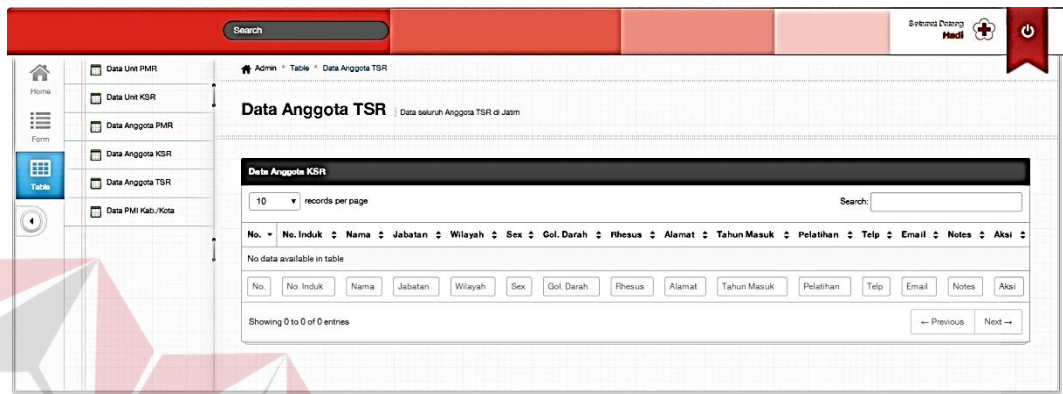 Search
Selamat Datang
Hadi
Home
Form
Table
Data Unit PMR
Data Unit KSR
Data Anggota PMR
Data Anggota KSR
Data Anggota TSR
Data PMI Kab./Kota
Admin Table Data Anggota TSR
Data Anggota TSR | Data seluruh Anggota TSR di Jatim
Data Anggota KSR
10 records per page Search:
No. No. Induk Nama Jabatan Wilayah Sex Gol. Darah Rhesus Alamat Tahun Masuk Pelatihan Telp Email Notes Aksi
No data available in table
No. No. Induk Nama Jabatan Wilayah Sex Gol. Darah Rhesus Alamat Tahun Masuk Pelatihan Telp Email Notes Aksi
Showing 0 to 0 of 0 entries ← Previous Next →